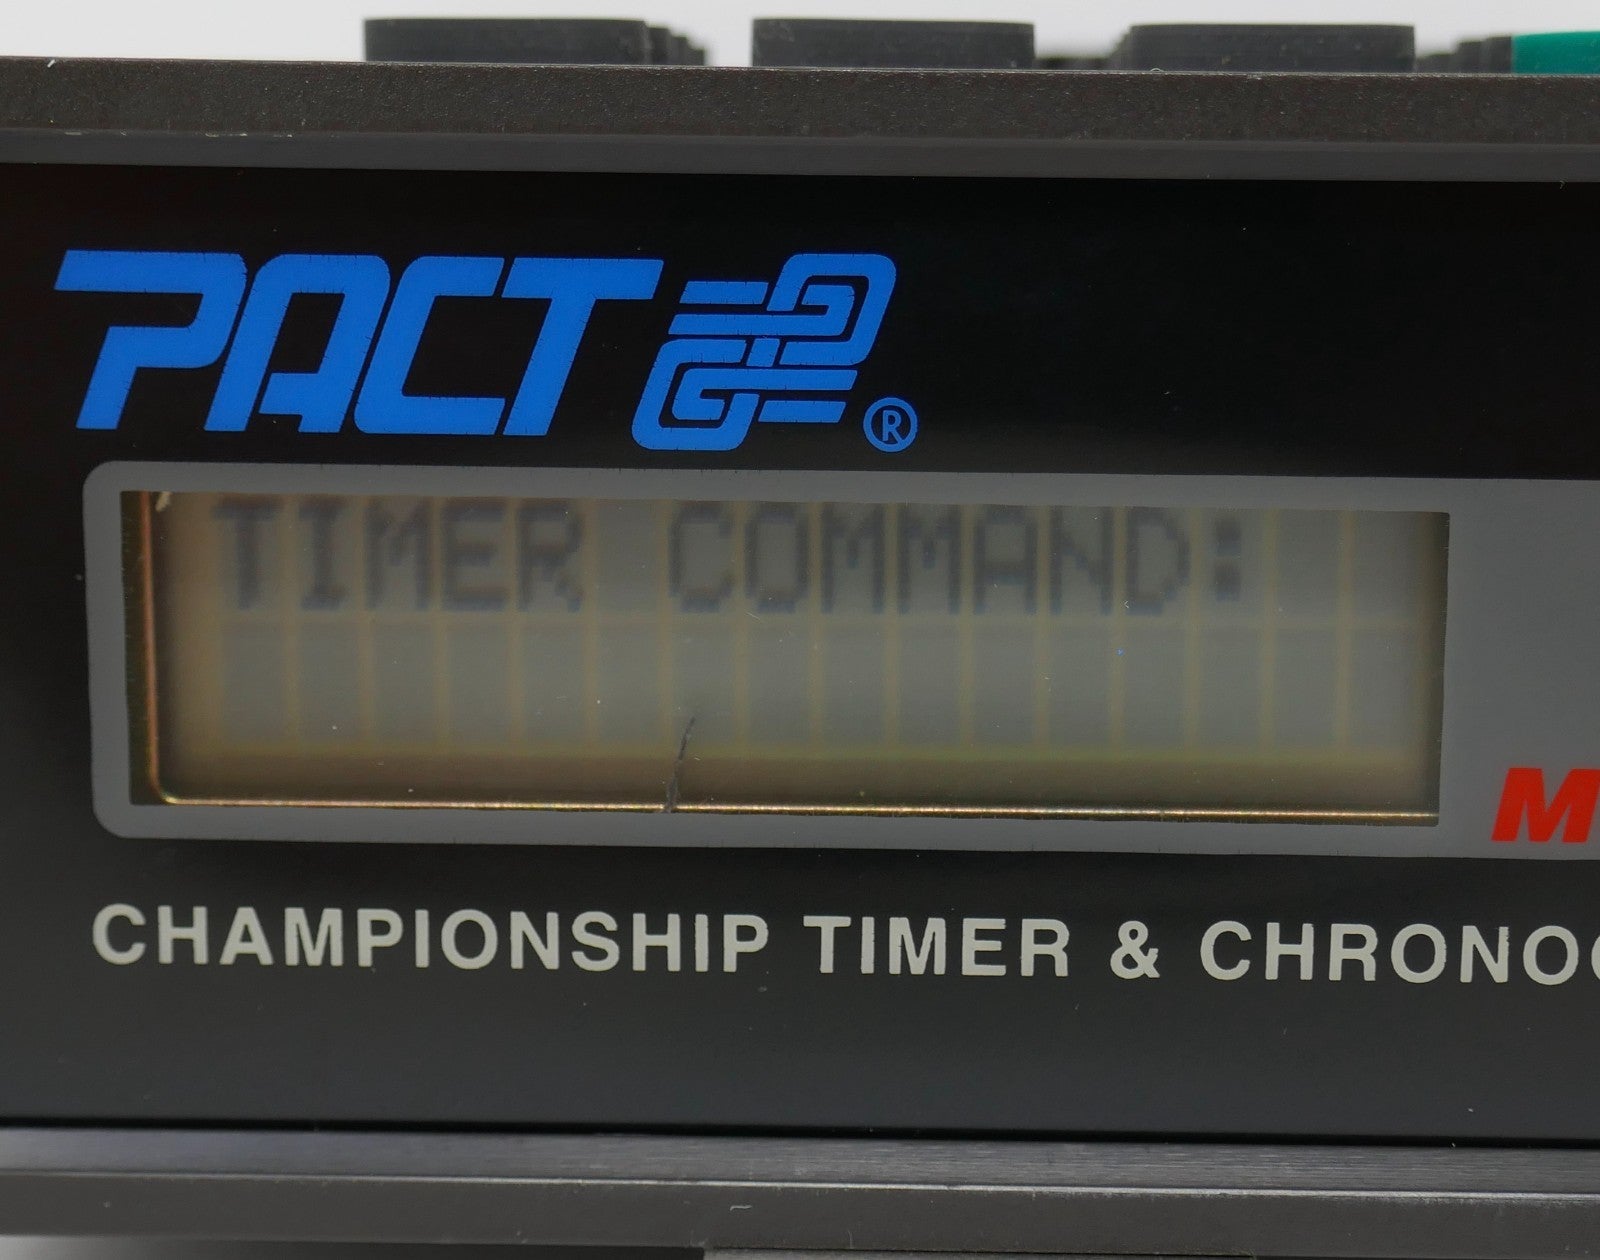 PACT ®
TIMER COMMAND:
M
CHAMPIONSHIP TIMER & CHRONO